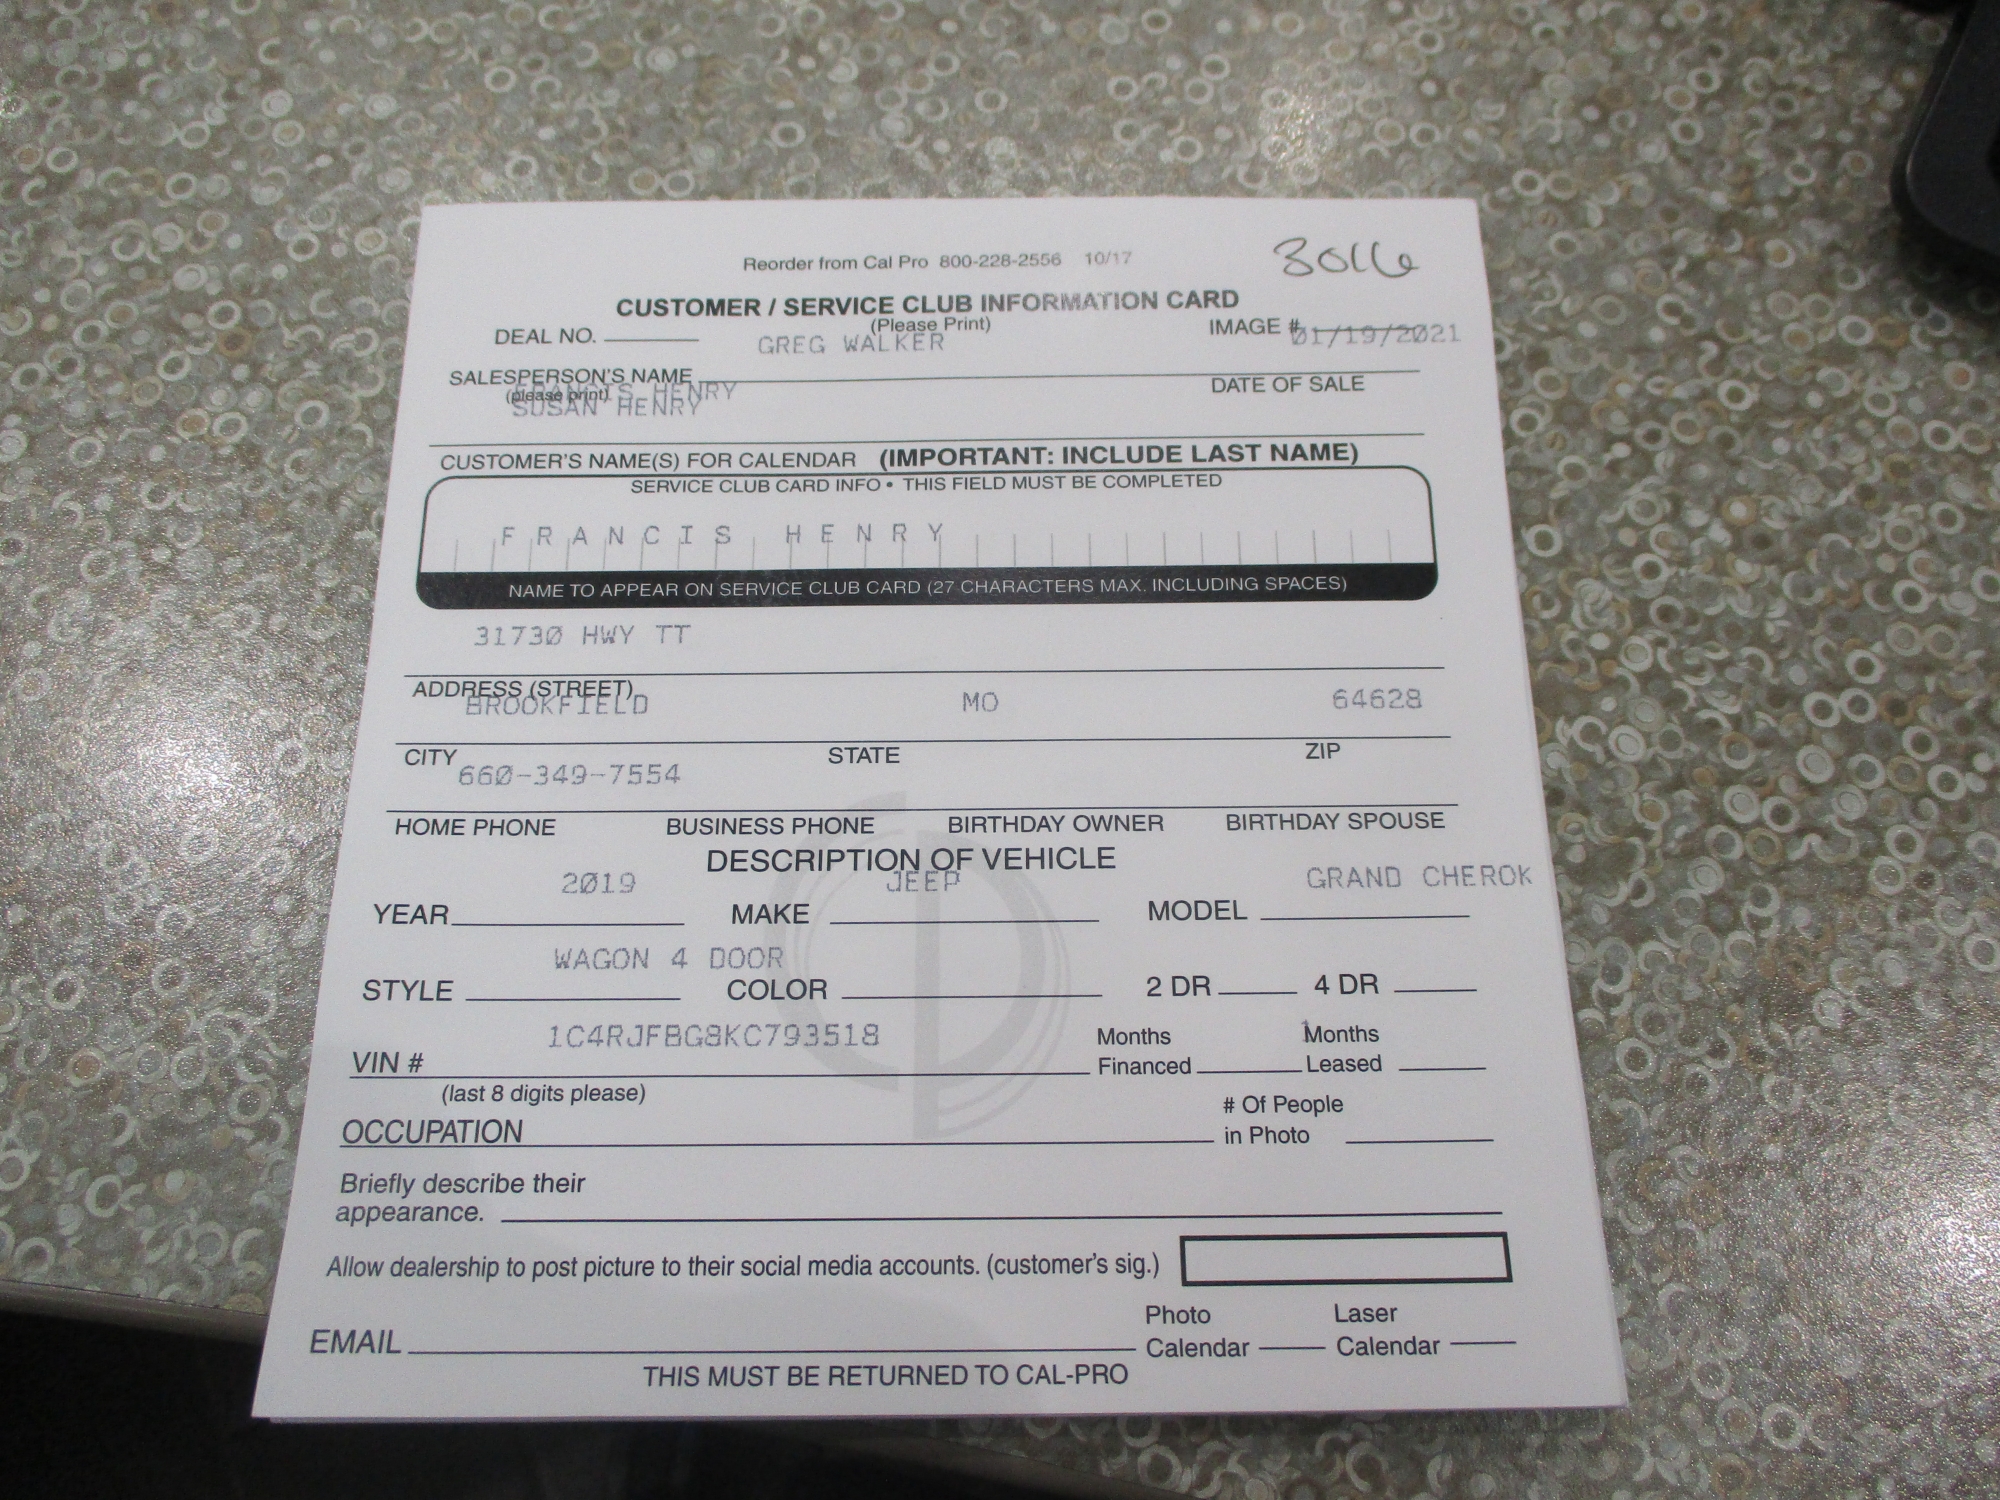 Reorder from Cal Pro 800-228-2556 10/17
3016
CUSTOMER / SERVICE CLUB INFORMATION CARD
(Please Print)
DEAL NO.
GREG WALKER
IMAGE #
01/19/2021
SALESPERSON'S NAME
(please print)
DATE OF SALE
FRANCIS HENRY
SUSAN HENRY
CUSTOMER'S NAME(S) FOR CALENDAR (IMPORTANT: INCLUDE LAST NAME)
SERVICE CLUB CARD INFO • THIS FIELD MUST BE COMPLETED
FRANCIS HENRY
NAME TO APPEAR ON SERVICE CLUB CARD (27 CHARACTERS MAX. INCLUDING SPACES)
31730 HWY TT
ADDRESS (STREET)
BROOKFIELD MO 64628
CITY STATE ZIP
660-349-7554
HOME PHONE BUSINESS PHONE BIRTHDAY OWNER BIRTHDAY SPOUSE
DESCRIPTION OF VEHICLE
2019 JEEP GRAND CHEROK
YEAR MAKE MODEL
WAGON 4 DOOR
STYLE COLOR 2 DR 4 DR
1C4RJFBG8KC793518
VIN #
Months Financed
Months Leased
(last 8 digits please)
OCCUPATION
# Of People
in Photo
Briefly describe their
appearance.
Allow dealership to post picture to their social media accounts. (customer's sig.)
EMAIL
Photo Calendar
Laser Calendar
THIS MUST BE RETURNED TO CAL-PRO